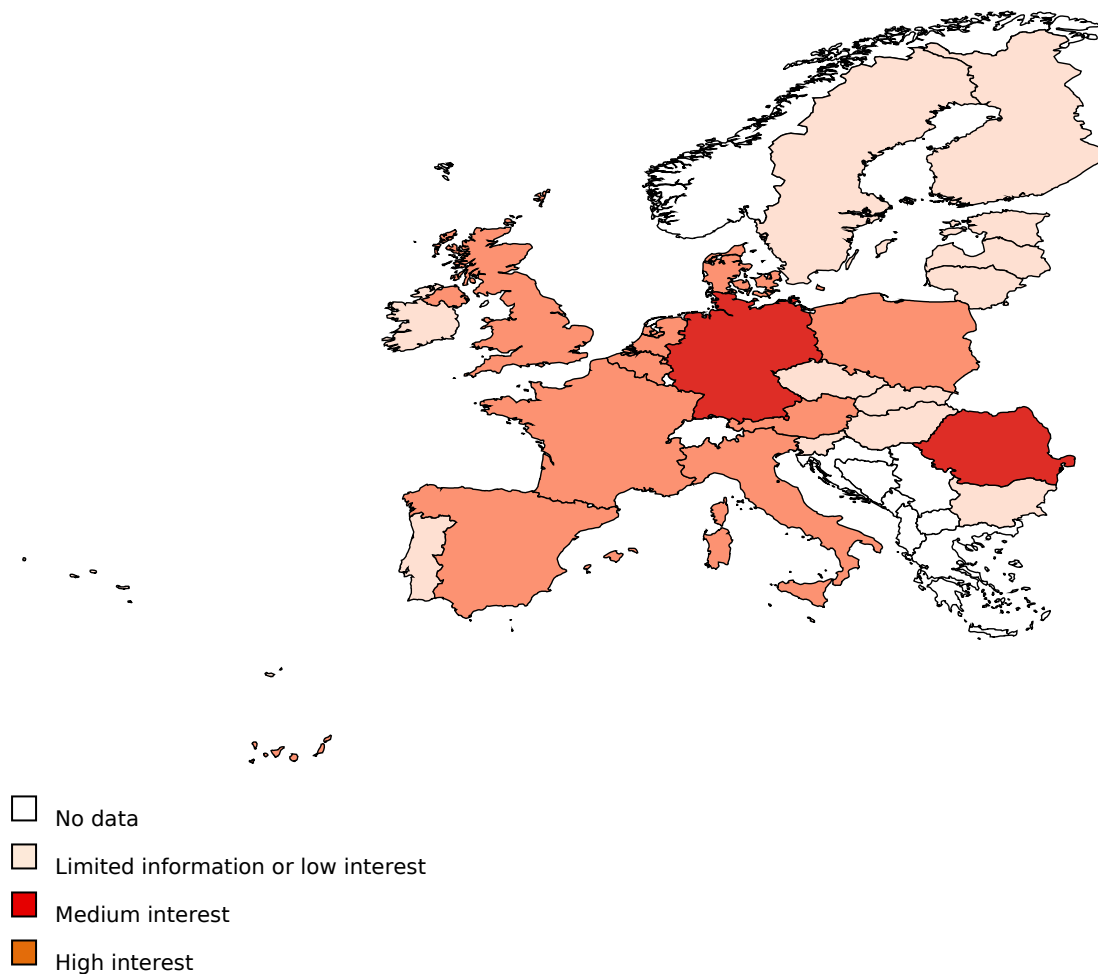 No data
Limited information or low interest
Medium interest
High interest